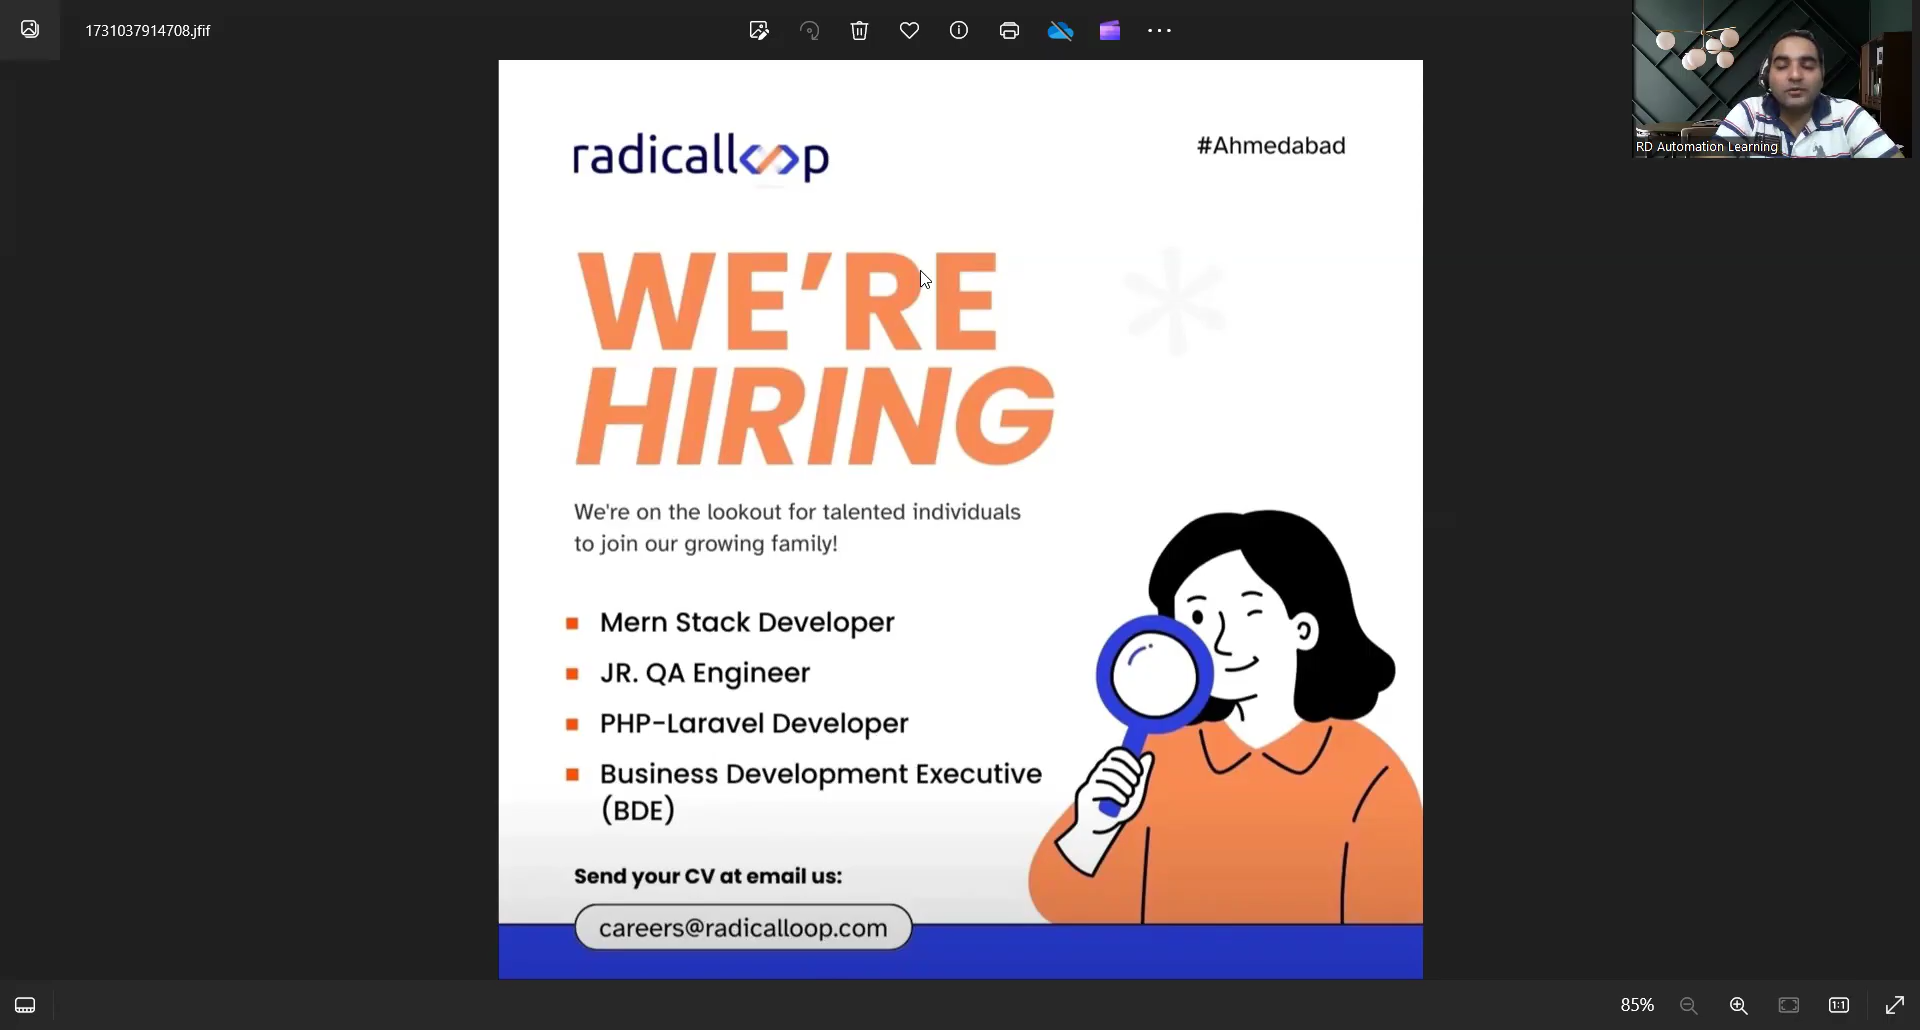 1731037914708.jfif
RD Automation Learning
radicalloop
#Ahmedabad
WE'RE
HIRING
We're on the lookout for talented individuals
to join our growing family!
Mern Stack Developer
JR. QA Engineer
PHP-Laravel Developer
Business Development Executive
(BDE)
Send your CV at email us:
careers@radicalloop.com
85%
1:1